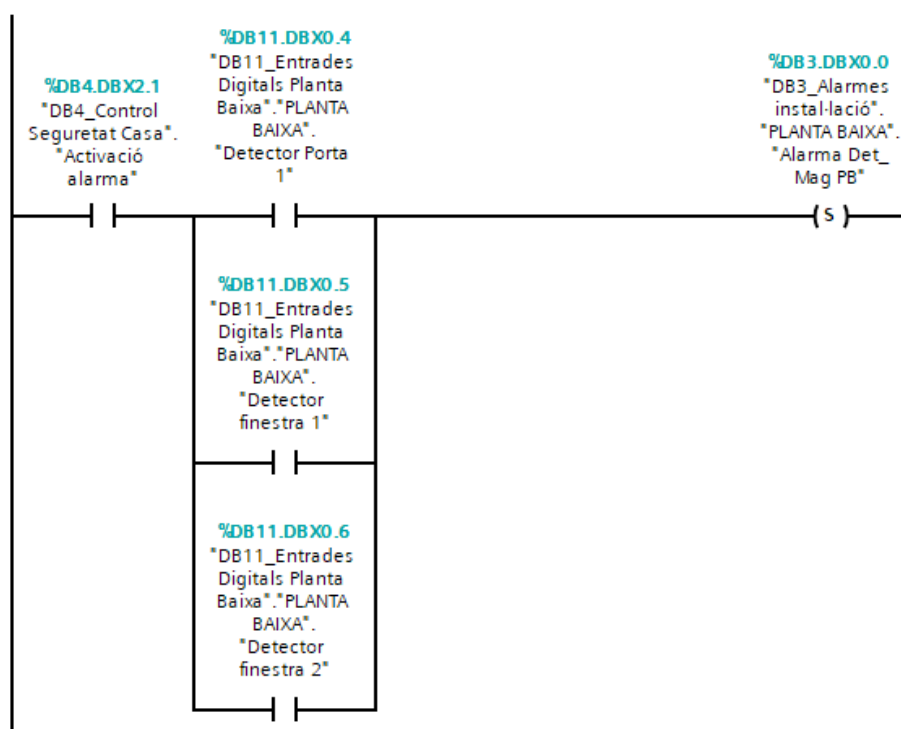 %DB4.DBX2.1
"DB4_Control
Seguretat Casa".
"Activació
alarma"
%DB11.DBX0.4
"DB11_Entrades
Digitals Planta
Baixa"."PLANTA
BAIXA".
"Detector Porta
1"
%DB3.DBX0.0
"DB3_Alarmes
instal·lació".
"PLANTA BAIXA".
"Alarma Det_
Mag PB"
S
%DB11.DBX0.5
"DB11_Entrades
Digitals Planta
Baixa"."PLANTA
BAIXA".
"Detector
finestra 1"
%DB11.DBX0.6
"DB11_Entrades
Digitals Planta
Baixa"."PLANTA
BAIXA".
"Detector
finestra 2"